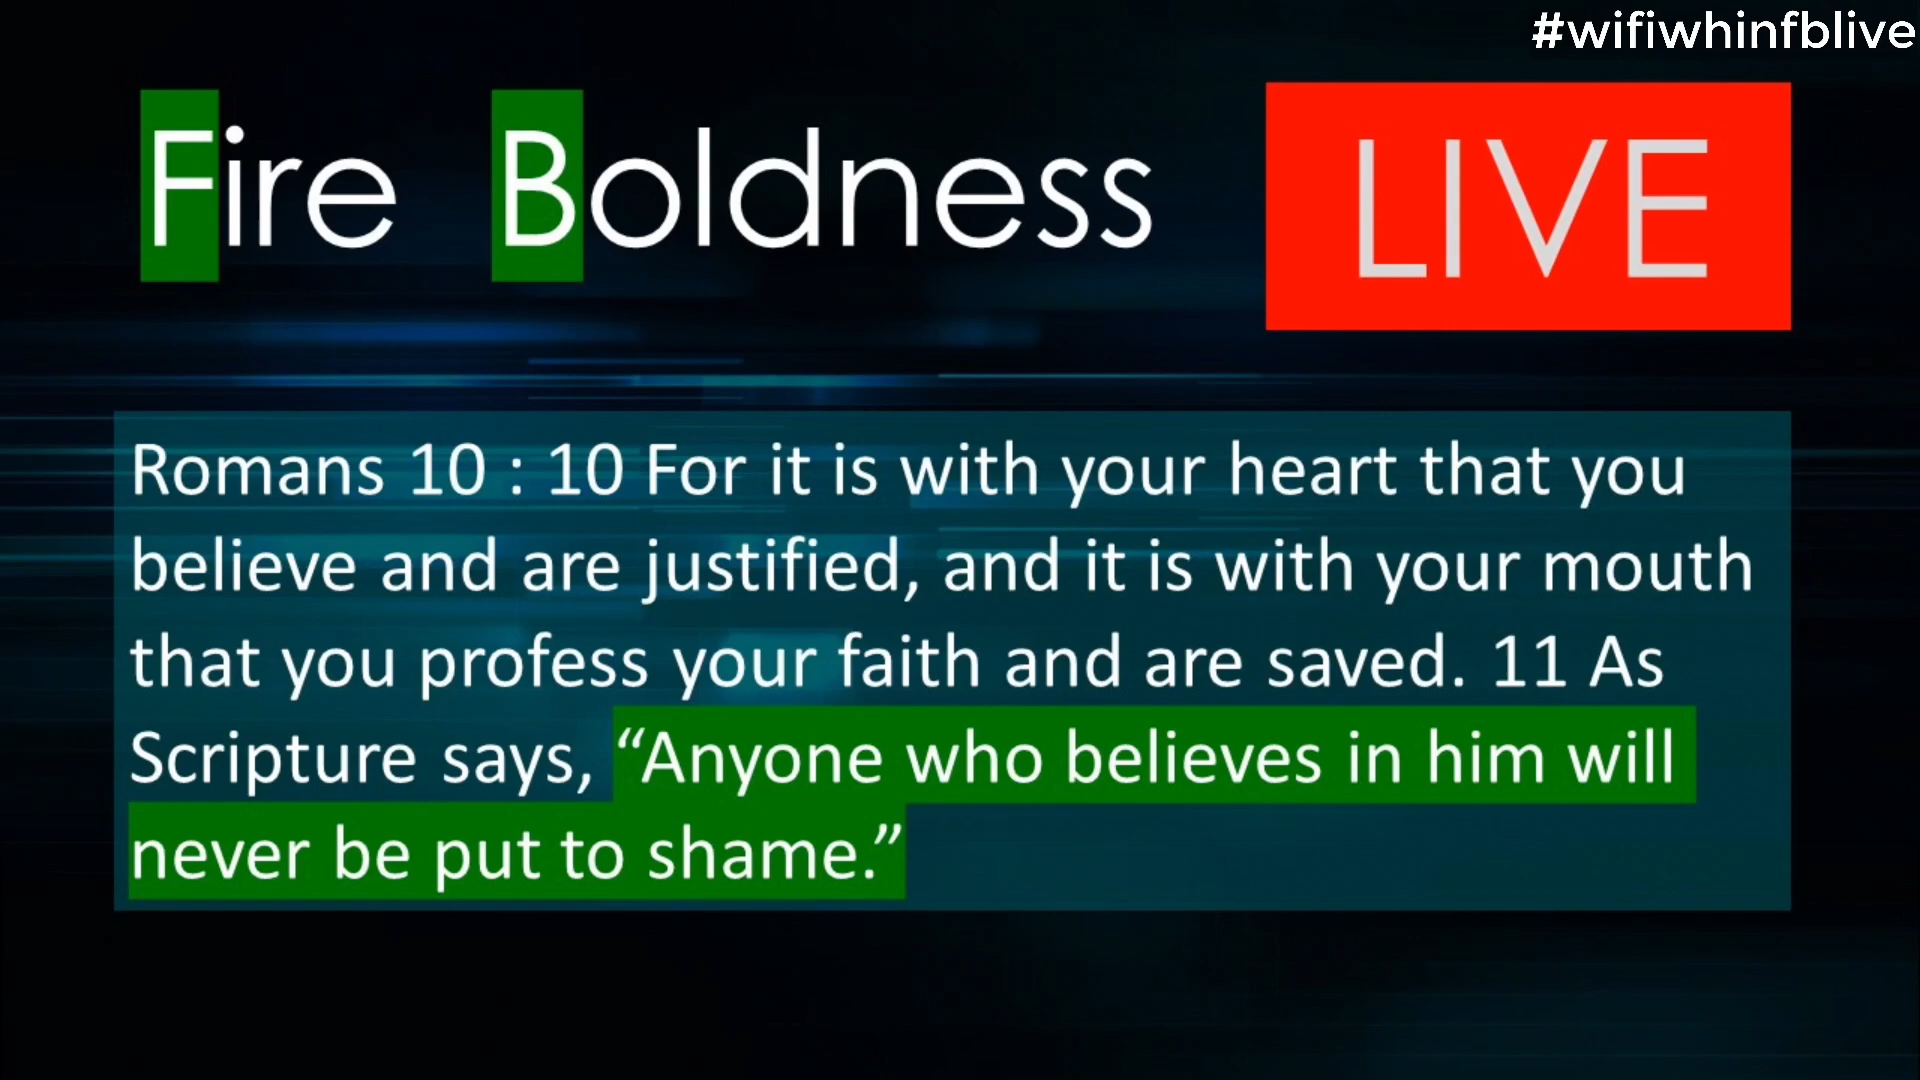 #wifiwhinfblive
Fire Boldness LIVE
Romans 10 : 10 For it is with your heart that you
believe and are justified, and it is with your mouth
that you profess your faith and are saved. 11 As
Scripture says, “Anyone who believes in him will
never be put to shame.”